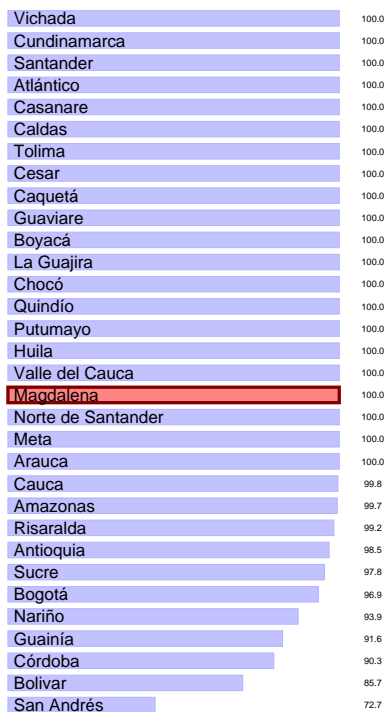 Vichada 100.0
Cundinamarca 100.0
Santander 100.0
Atlántico 100.0
Casanare 100.0
Caldas 100.0
Tolima 100.0
Cesar 100.0
Caquetá 100.0
Guaviare 100.0
Boyacá 100.0
La Guajira 100.0
Chocó 100.0
Quindío 100.0
Putumayo 100.0
Huila 100.0
Valle del Cauca 100.0
Magdalena 100.0
Norte de Santander 100.0
Meta 100.0
Arauca 100.0
Cauca 99.8
Amazonas 99.7
Risaralda 99.2
Antioquia 98.5
Sucre 97.8
Bogotá 96.9
Nariño 93.9
Guainía 91.6
Córdoba 90.3
Bolivar 85.7
San Andrés 72.7